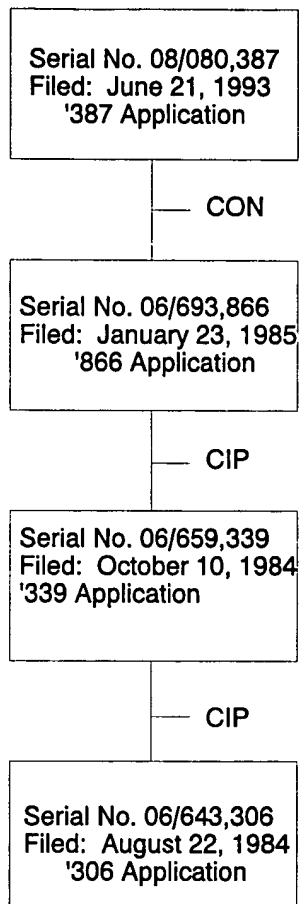 Serial No. 08/080,387
Filed: June 21, 1993
'387 Application
CON
Serial No. 06/693,866
Filed: January 23, 1985
'866 Application
CIP
Serial No. 06/659,339
Filed: October 10, 1984
'339 Application
CIP
Serial No. 06/643,306
Filed: August 22, 1984
'306 Application